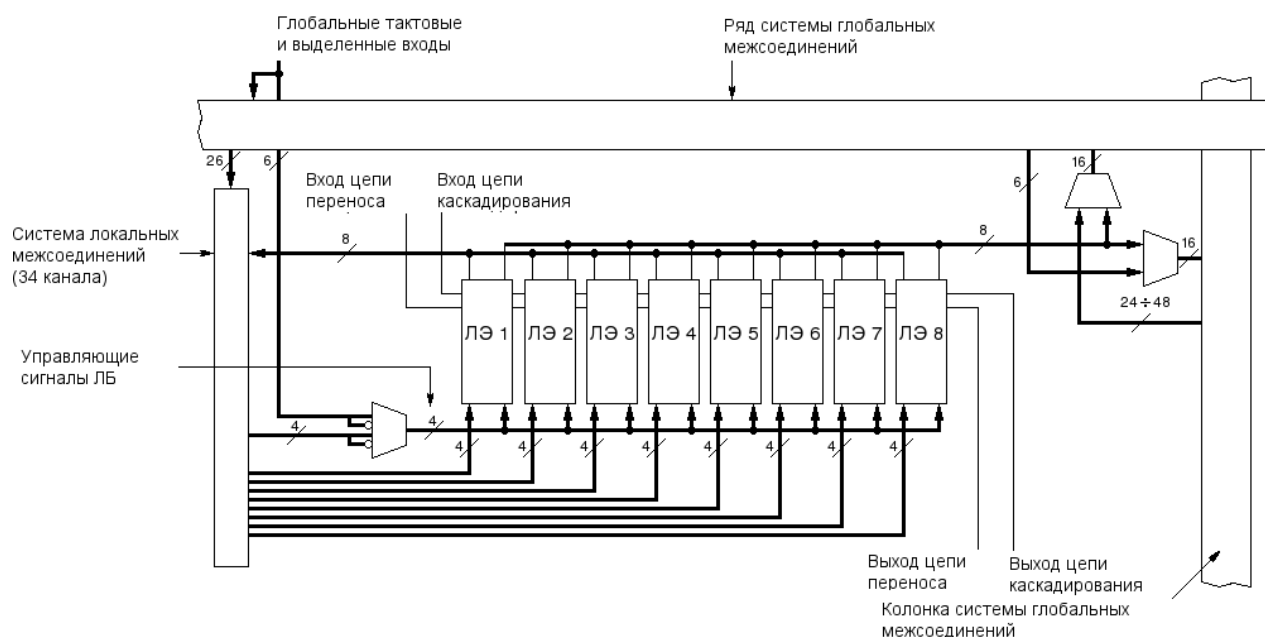 Глобальные тактовые
и выделенные входы
Ряд системы глобальных
межсоединений
26
6
16
6
Вход цепи
переноса
Вход цепи
каскадирования
Система локальных
межсоединений
(34 канала)
8
8
16
24÷48
ЛЭ 1
ЛЭ 2
ЛЭ 3
ЛЭ 4
ЛЭ 5
ЛЭ 6
ЛЭ 7
ЛЭ 8
Управляющие
сигналы ЛБ
4
4
4
4
4
4
4
4
4
4
Выход цепи
переноса
Выход цепи
каскадирования
Колонка системы глобальных
межсоединений